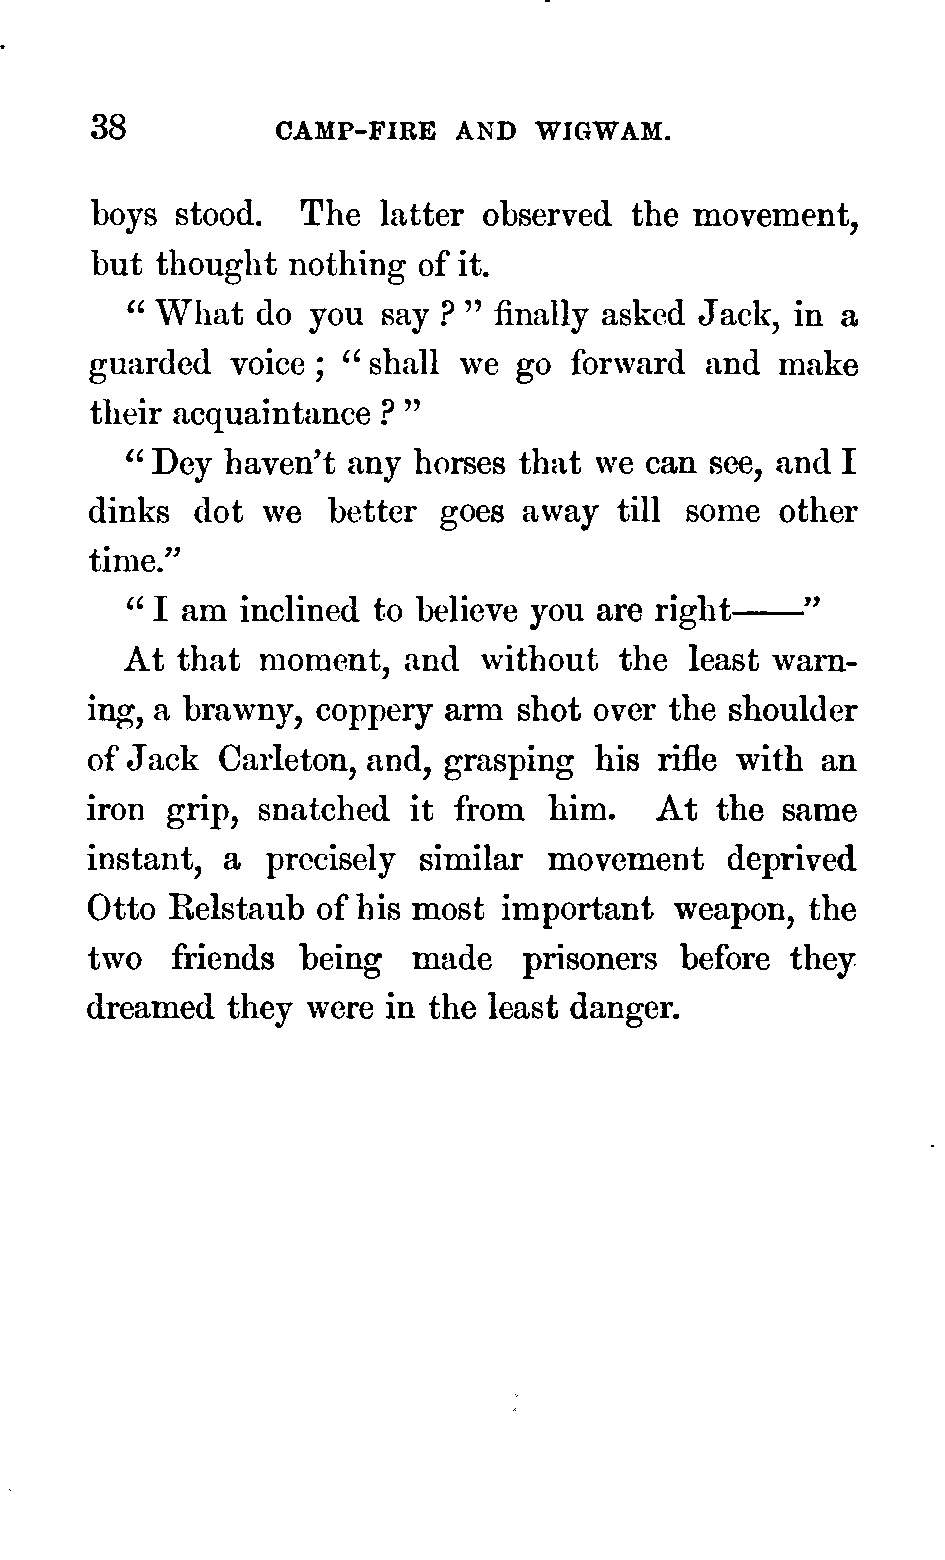 38 CAMP-FIRE AND WIGWAM.
boys stood. The latter observed the movement,
but thought nothing of it.
“ What do you say ? ” finally asked Jack, in a
guarded voice ; “ shall we go forward and make
their acquaintance ? ”
“ Dey haven’t any horses that we can see, and I
dinks dot we better goes away till some other
time.”
“ I am inclined to believe you are right——”
At that moment, and without the least warn-
ing, a brawny, coppery arm shot over the shoulder
of Jack Carleton, and, grasping his rifle with an
iron grip, snatched it from him. At the same
instant, a precisely similar movement deprived
Otto Relstaub of his most important weapon, the
two friends being made prisoners before they
dreamed they were in the least danger.